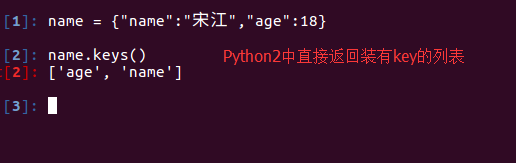 [1]: name = {"name":"宋江","age":18}
[2]: name.keys() Python2中直接返回装有key的列表
[2]: ['age', 'name']
[3]: